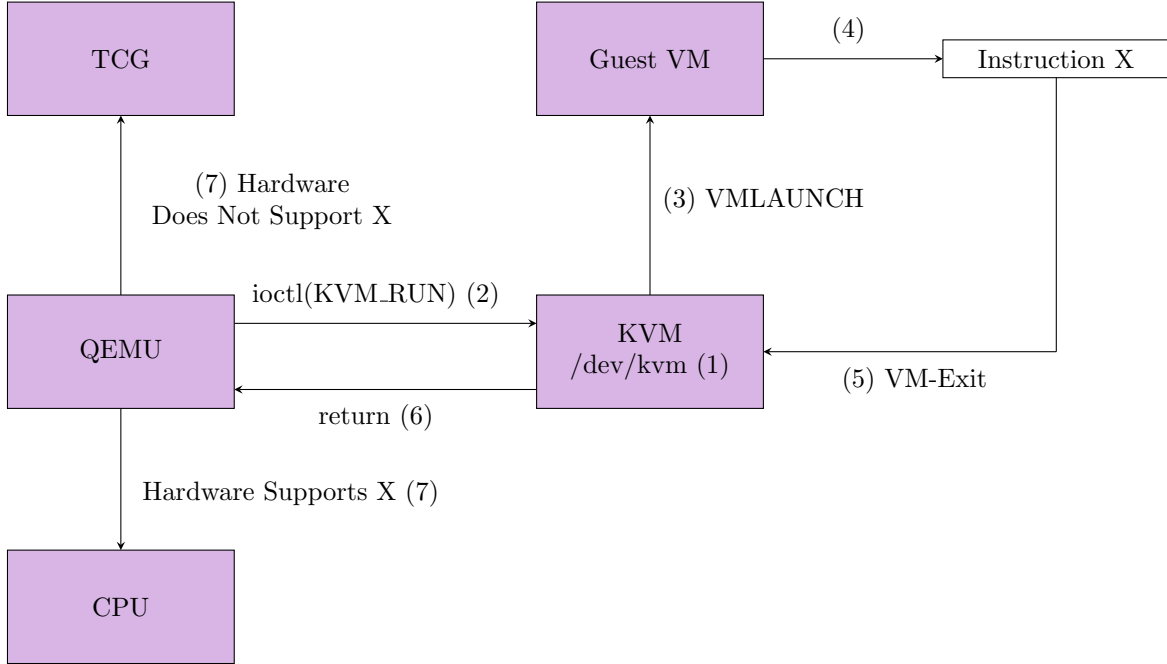 TCG
Guest VM
(4)
Instruction X
(7) Hardware
Does Not Support X
(3) VMLAUNCH
ioctl(KVM_RUN) (2)
QEMU
KVM
/dev/kvm (1)
(5) VM-Exit
return (6)
Hardware Supports X (7)
CPU